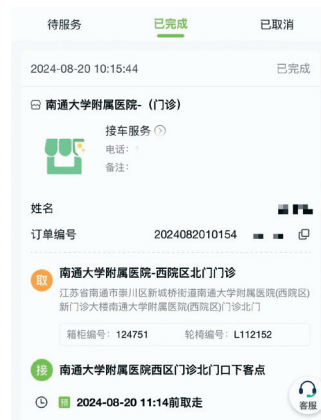 待服务 已完成 已取消
2024-08-20 10:15:44 已完成
南通大学附属医院-（门诊）
接车服务
电话：
备注：
姓名
订单编号 2024082010154
取 南通大学附属医院-西院区北门门诊
江苏省南通市崇川区新城桥街道南通大学附属医院(西院区)
新门诊大楼南通大学附属医院(西院区)门诊北门
箱柜编号：124751 轮椅编号：L112152
接 南通大学附属医院西区门诊北门口下客点
接 2024-08-20 11:14前取走
客服